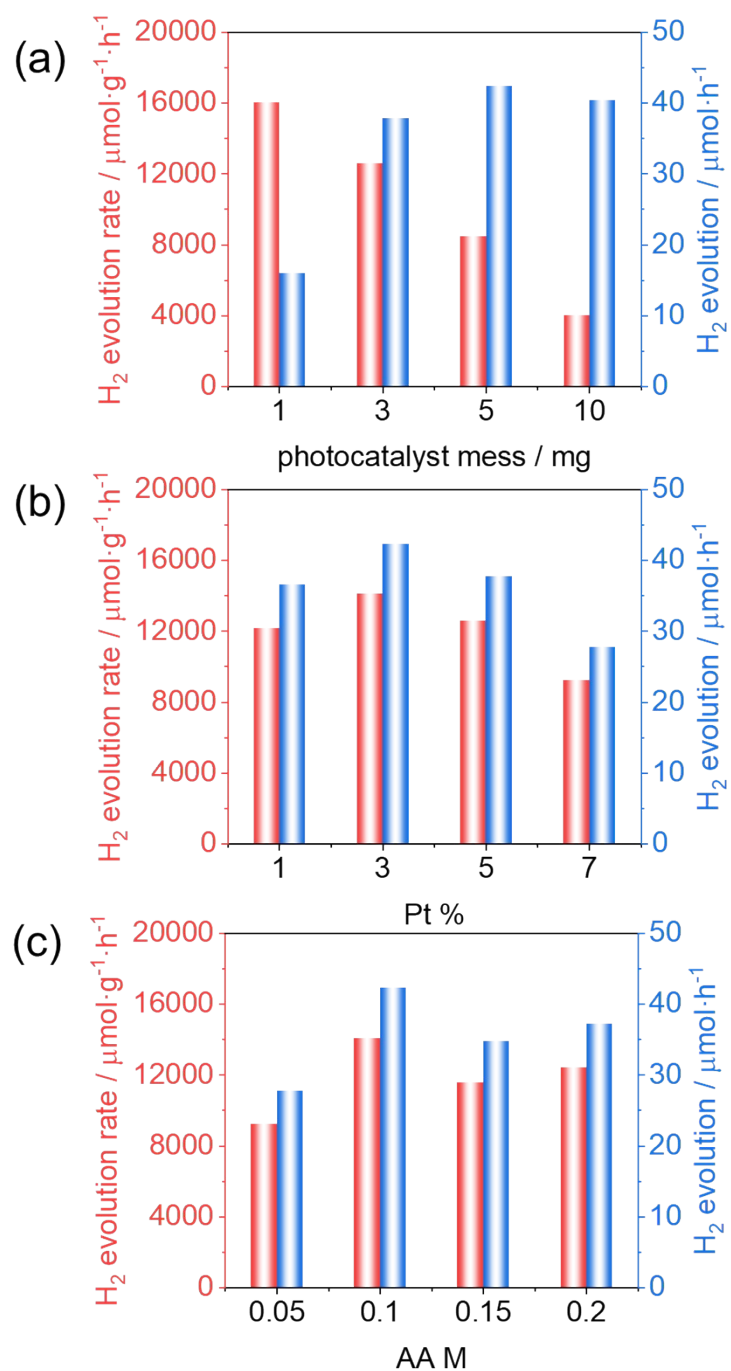 (a)
H₂ evolution rate / μmol·g⁻¹·h⁻¹
20000
16000
12000
8000
4000
0
50
40
30
20
10
0
H₂ evolution / μmol·h⁻¹
1 3 5 10
photocatalyst mess / mg
(b)
H₂ evolution rate / μmol·g⁻¹·h⁻¹
20000
16000
12000
8000
4000
0
50
40
30
20
10
0
H₂ evolution / μmol·h⁻¹
1 3 5 7
Pt %
(c)
H₂ evolution rate / μmol·g⁻¹·h⁻¹
20000
16000
12000
8000
4000
0
50
40
30
20
10
0
H₂ evolution / μmol·h⁻¹
0.05 0.1 0.15 0.2
AA M